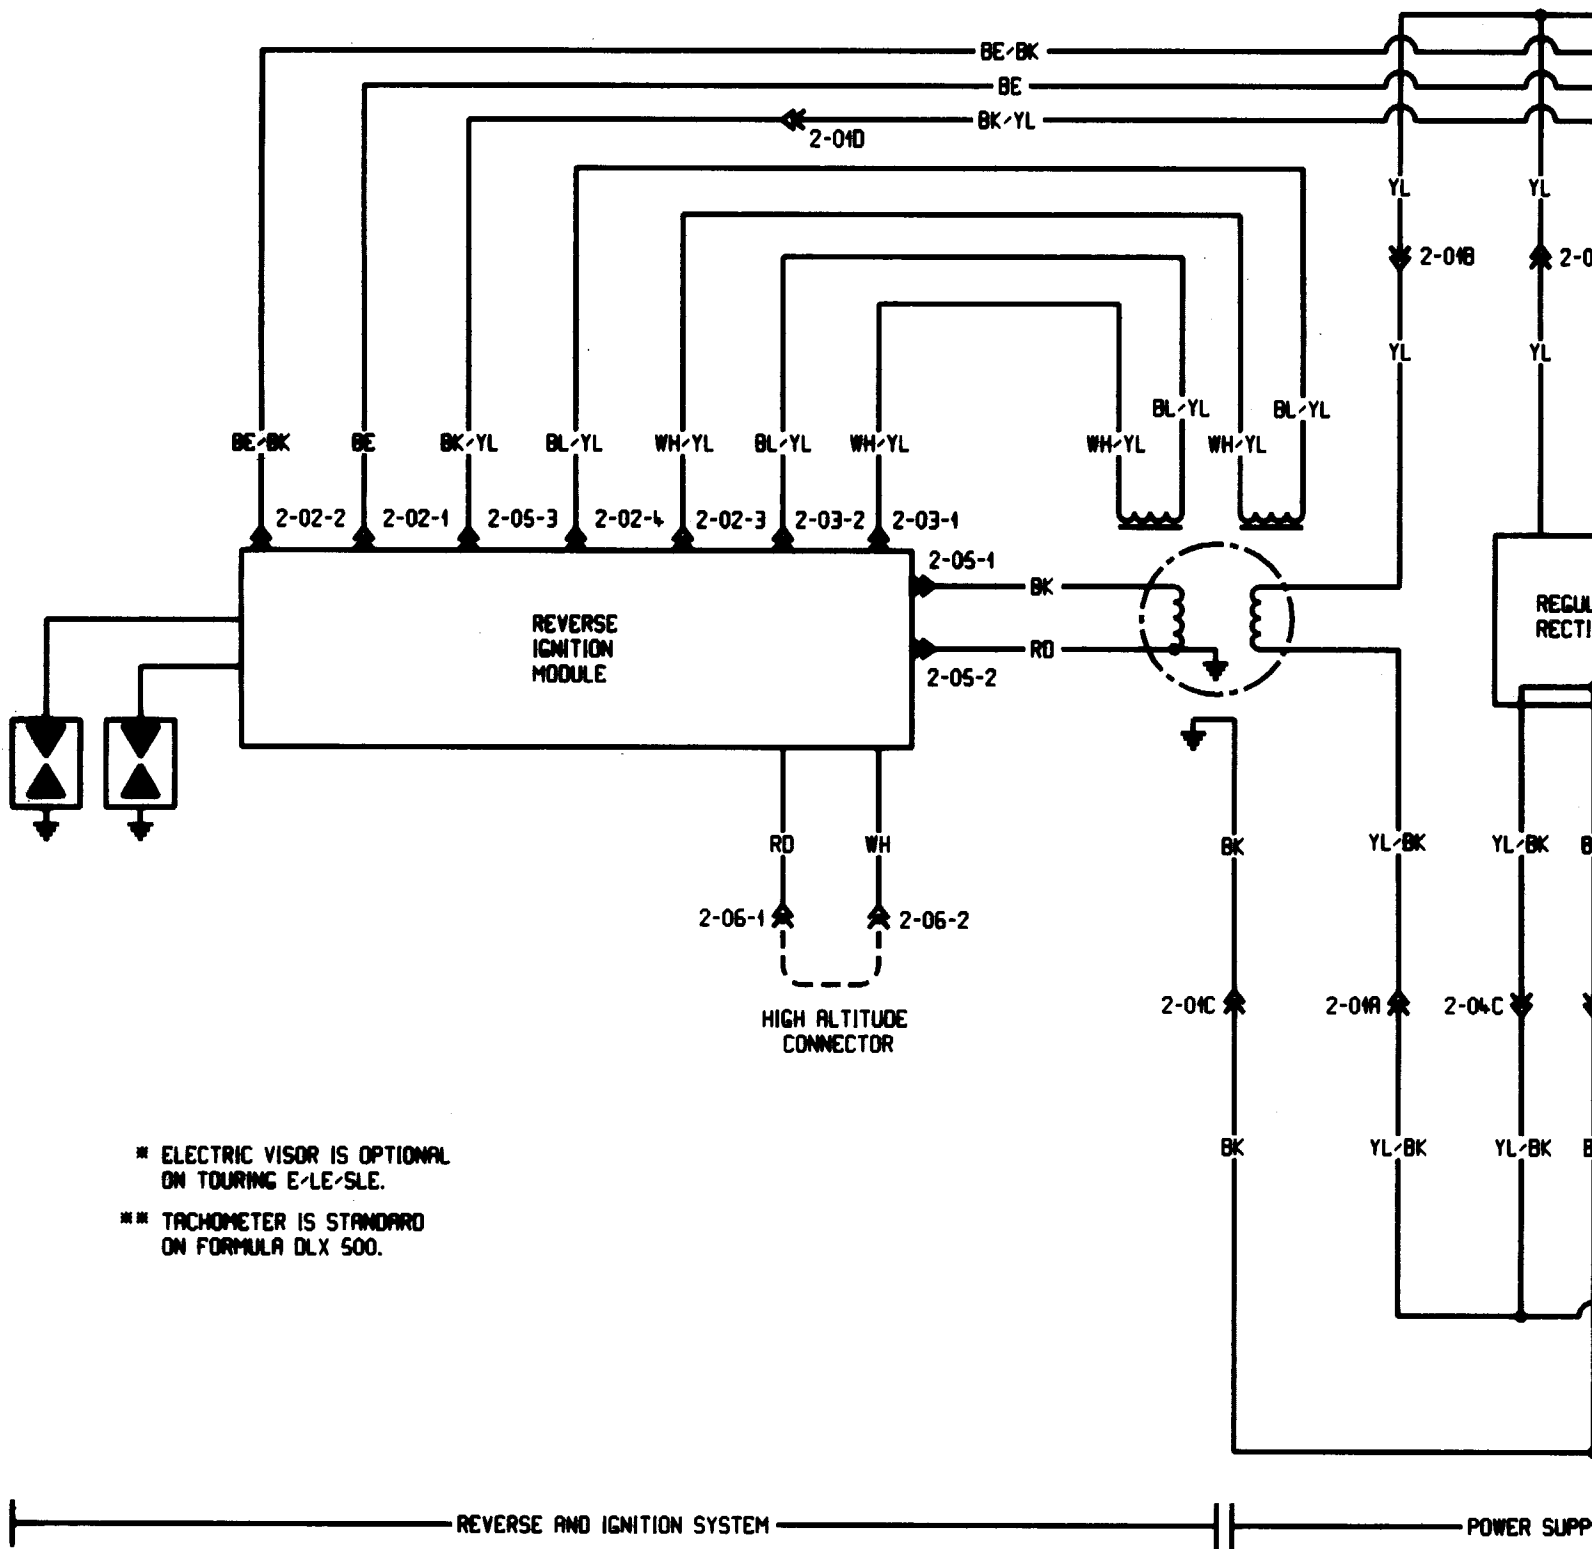 BE/BK
BE
BK/YL
2-01D
YL YL
2-01B
YL YL
BL/YL BL/YL
BE/BK BE BK/YL BL/YL WH/YL BL/YL WH/YL WH/YL WH/YL
2-02-2 2-02-1 2-05-3 2-02-4 2-02-3 2-03-2 2-03-1
2-05-1
BK
REVERSE
IGNITION
MODULE
RD
2-05-2
RD WH BK YL/BK YL/BK
2-06-1 2-06-2
2-01C 2-01A 2-04C
HIGH ALTITUDE
CONNECTOR
BK YL/BK YL/BK
* ELECTRIC VISOR IS OPTIONAL
ON TOURING E/LE/SLE.
** TACHOMETER IS STANDARD
ON FORMULA DLX 500.
REVERSE AND IGNITION SYSTEM
POWER SUPP